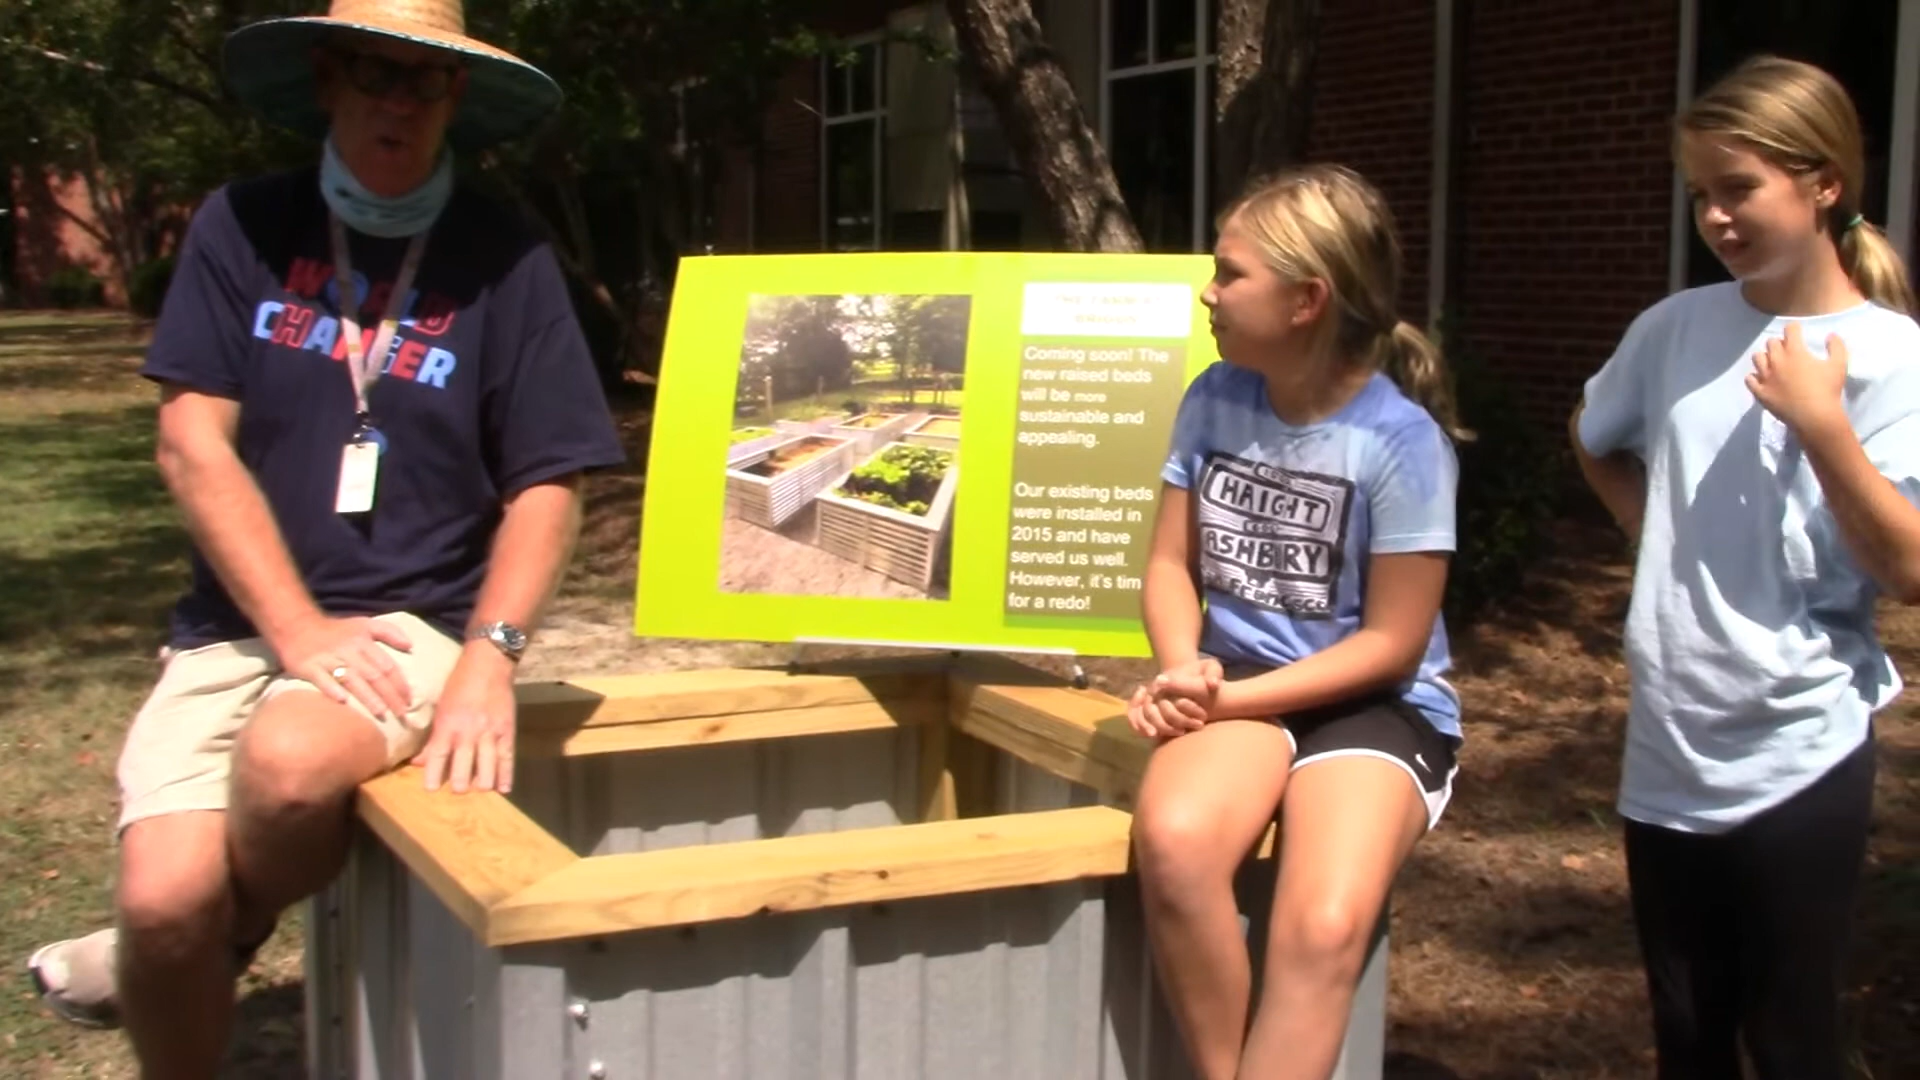 WORLD
CHANGER
Coming soon! The
new raised beds
will be more
sustainable and
appealing.
Our existing beds
were installed in
2015 and have
served us well.
However, it's tim
for a redo!
HAIGHT
ASHBURY